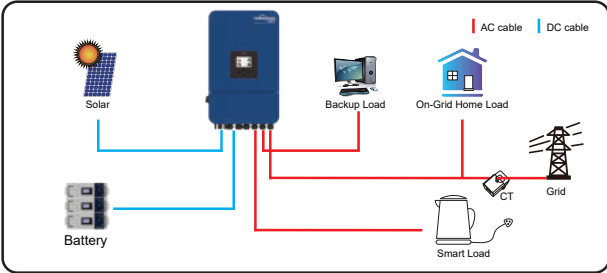 AC cable
DC cable
Solar
Backup Load
On-Grid Home Load
CT
Grid
Battery
Smart Load